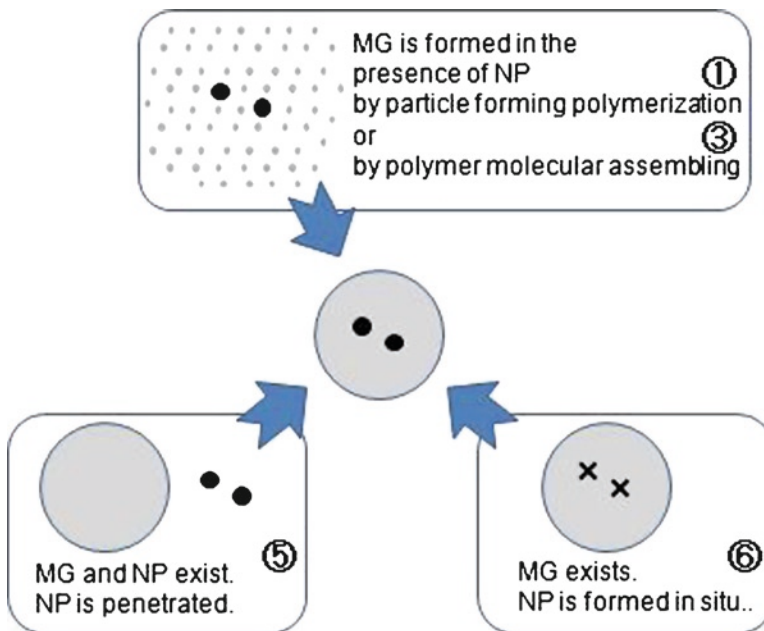 MG is formed in the
presence of NP ①
by particle forming polymerization
or ③
by polymer molecular assembling
⑤
MG and NP exist.
NP is penetrated.
⑥
MG exists.
NP is formed in situ..